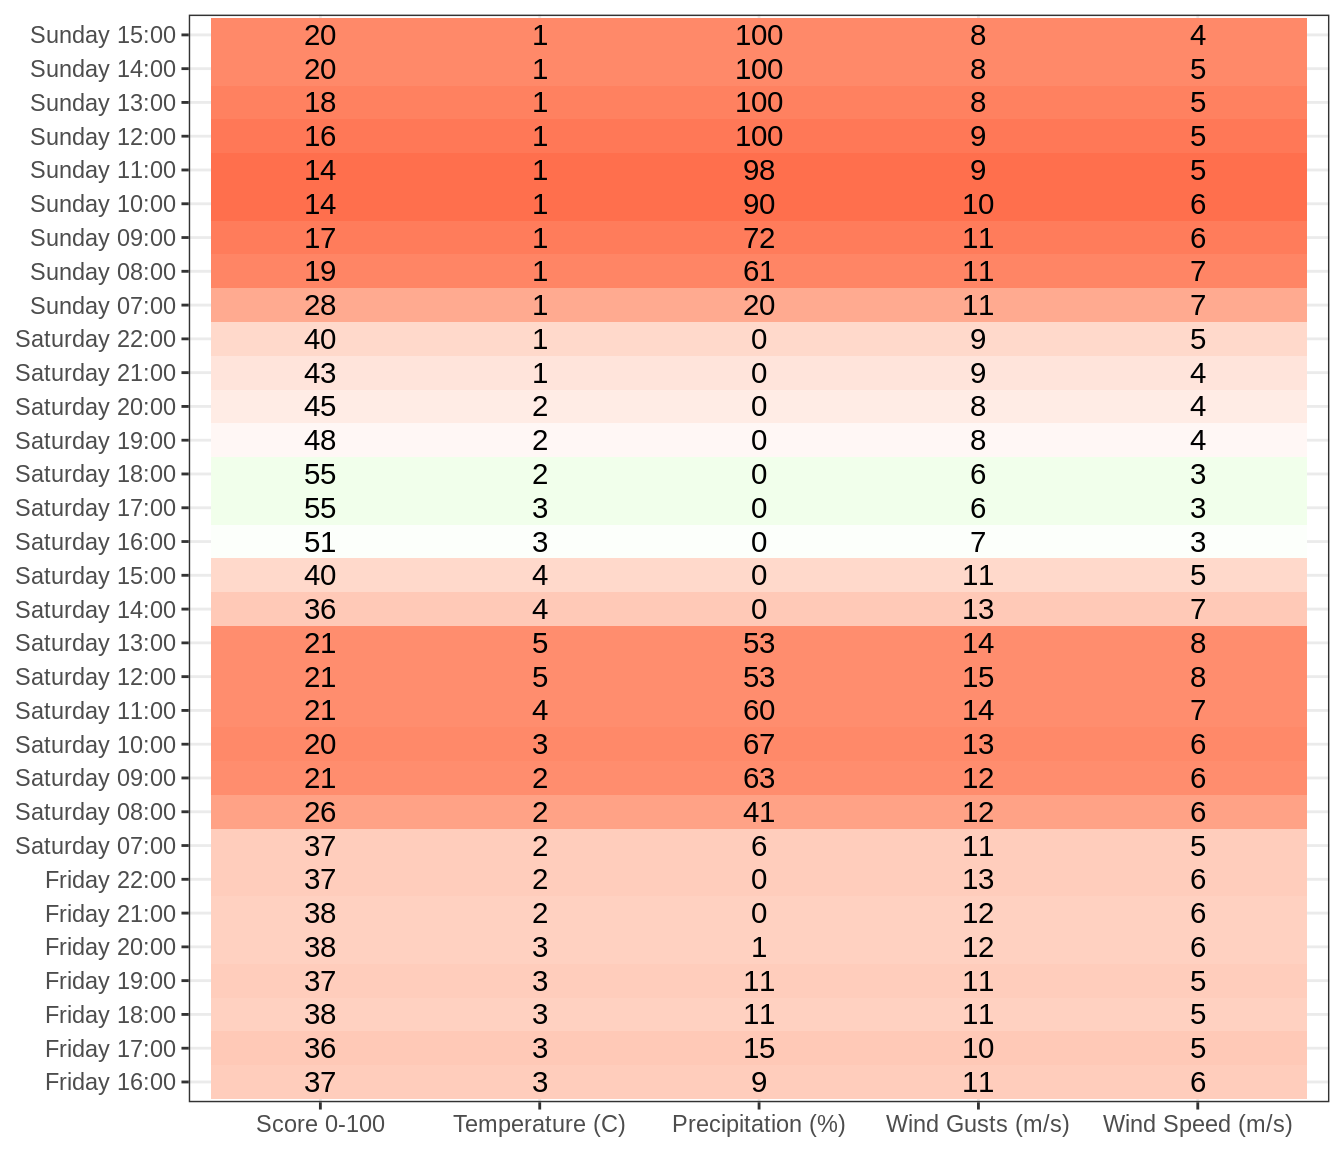 Sunday 15:00 20 1 100 8 4
Sunday 14:00 20 1 100 8 5
Sunday 13:00 18 1 100 8 5
Sunday 12:00 16 1 100 9 5
Sunday 11:00 14 1 98 9 5
Sunday 10:00 14 1 90 10 6
Sunday 09:00 17 1 72 11 6
Sunday 08:00 19 1 61 11 7
Sunday 07:00 28 1 20 11 7
Saturday 22:00 40 1 0 9 5
Saturday 21:00 43 1 0 9 4
Saturday 20:00 45 2 0 8 4
Saturday 19:00 48 2 0 8 4
Saturday 18:00 55 2 0 6 3
Saturday 17:00 55 3 0 6 3
Saturday 16:00 51 3 0 7 3
Saturday 15:00 40 4 0 11 5
Saturday 14:00 36 4 0 13 7
Saturday 13:00 21 5 53 14 8
Saturday 12:00 21 5 53 15 8
Saturday 11:00 21 4 60 14 7
Saturday 10:00 20 3 67 13 6
Saturday 09:00 21 2 63 12 6
Saturday 08:00 26 2 41 12 6
Saturday 07:00 37 2 6 11 5
Friday 22:00 37 2 0 13 6
Friday 21:00 38 2 0 12 6
Friday 20:00 38 3 1 12 6
Friday 19:00 37 3 11 11 5
Friday 18:00 38 3 11 11 5
Friday 17:00 36 3 15 10 5
Friday 16:00 37 3 9 11 6
Score 0-100 Temperature (C) Precipitation (%) Wind Gusts (m/s) Wind Speed (m/s)